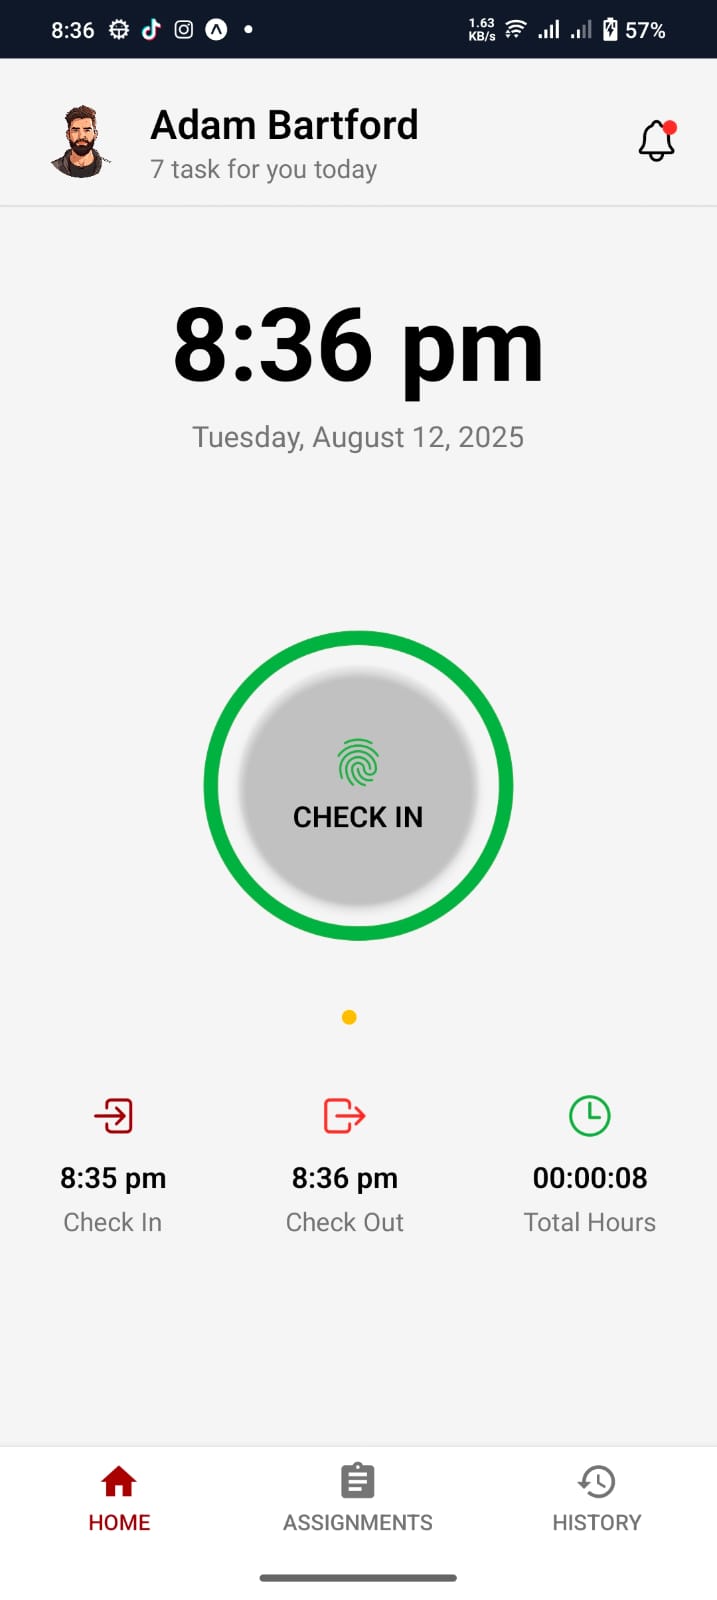 8:36
1.63
KB/s
57%
Adam Bartford
7 task for you today
8:36 pm
Tuesday, August 12, 2025
CHECK IN
8:35 pm
Check In
8:36 pm
Check Out
00:00:08
Total Hours
HOME
ASSIGNMENTS
HISTORY